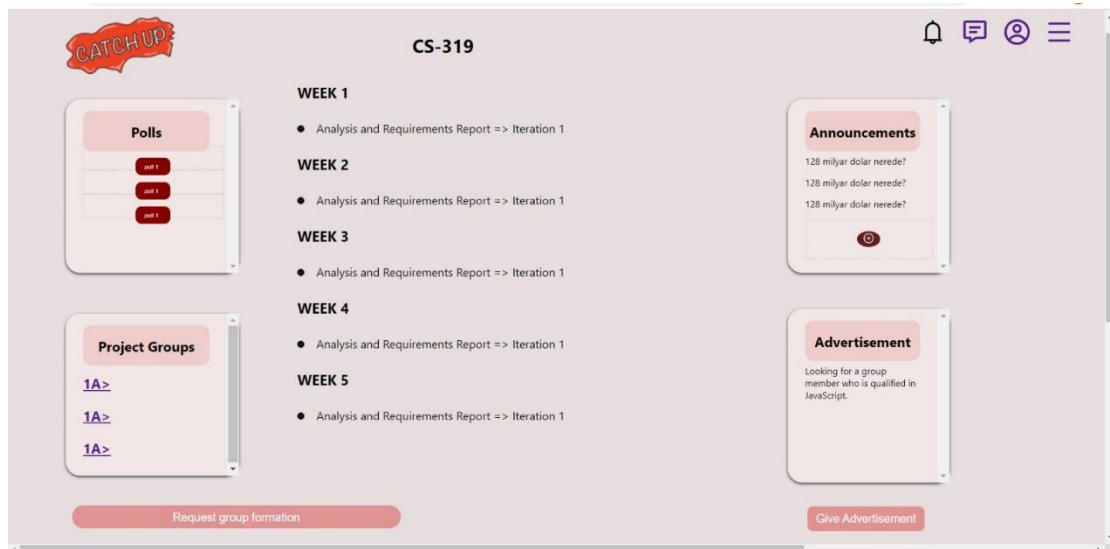 CATCH UP
CS-319
Polls
poll 1
poll 1
poll 1
Project Groups
1A>
1A>
1A>
Request group formation
WEEK 1
Analysis and Requirements Report => Iteration 1
WEEK 2
Analysis and Requirements Report => Iteration 1
WEEK 3
Analysis and Requirements Report => Iteration 1
WEEK 4
Analysis and Requirements Report => Iteration 1
WEEK 5
Analysis and Requirements Report => Iteration 1
Announcements
128 milyar dolar nerede?
128 milyar dolar nerede?
128 milyar dolar nerede?
Advertisement
Looking for a group
member who is qualified in
JavaScript.
Give Advertisement